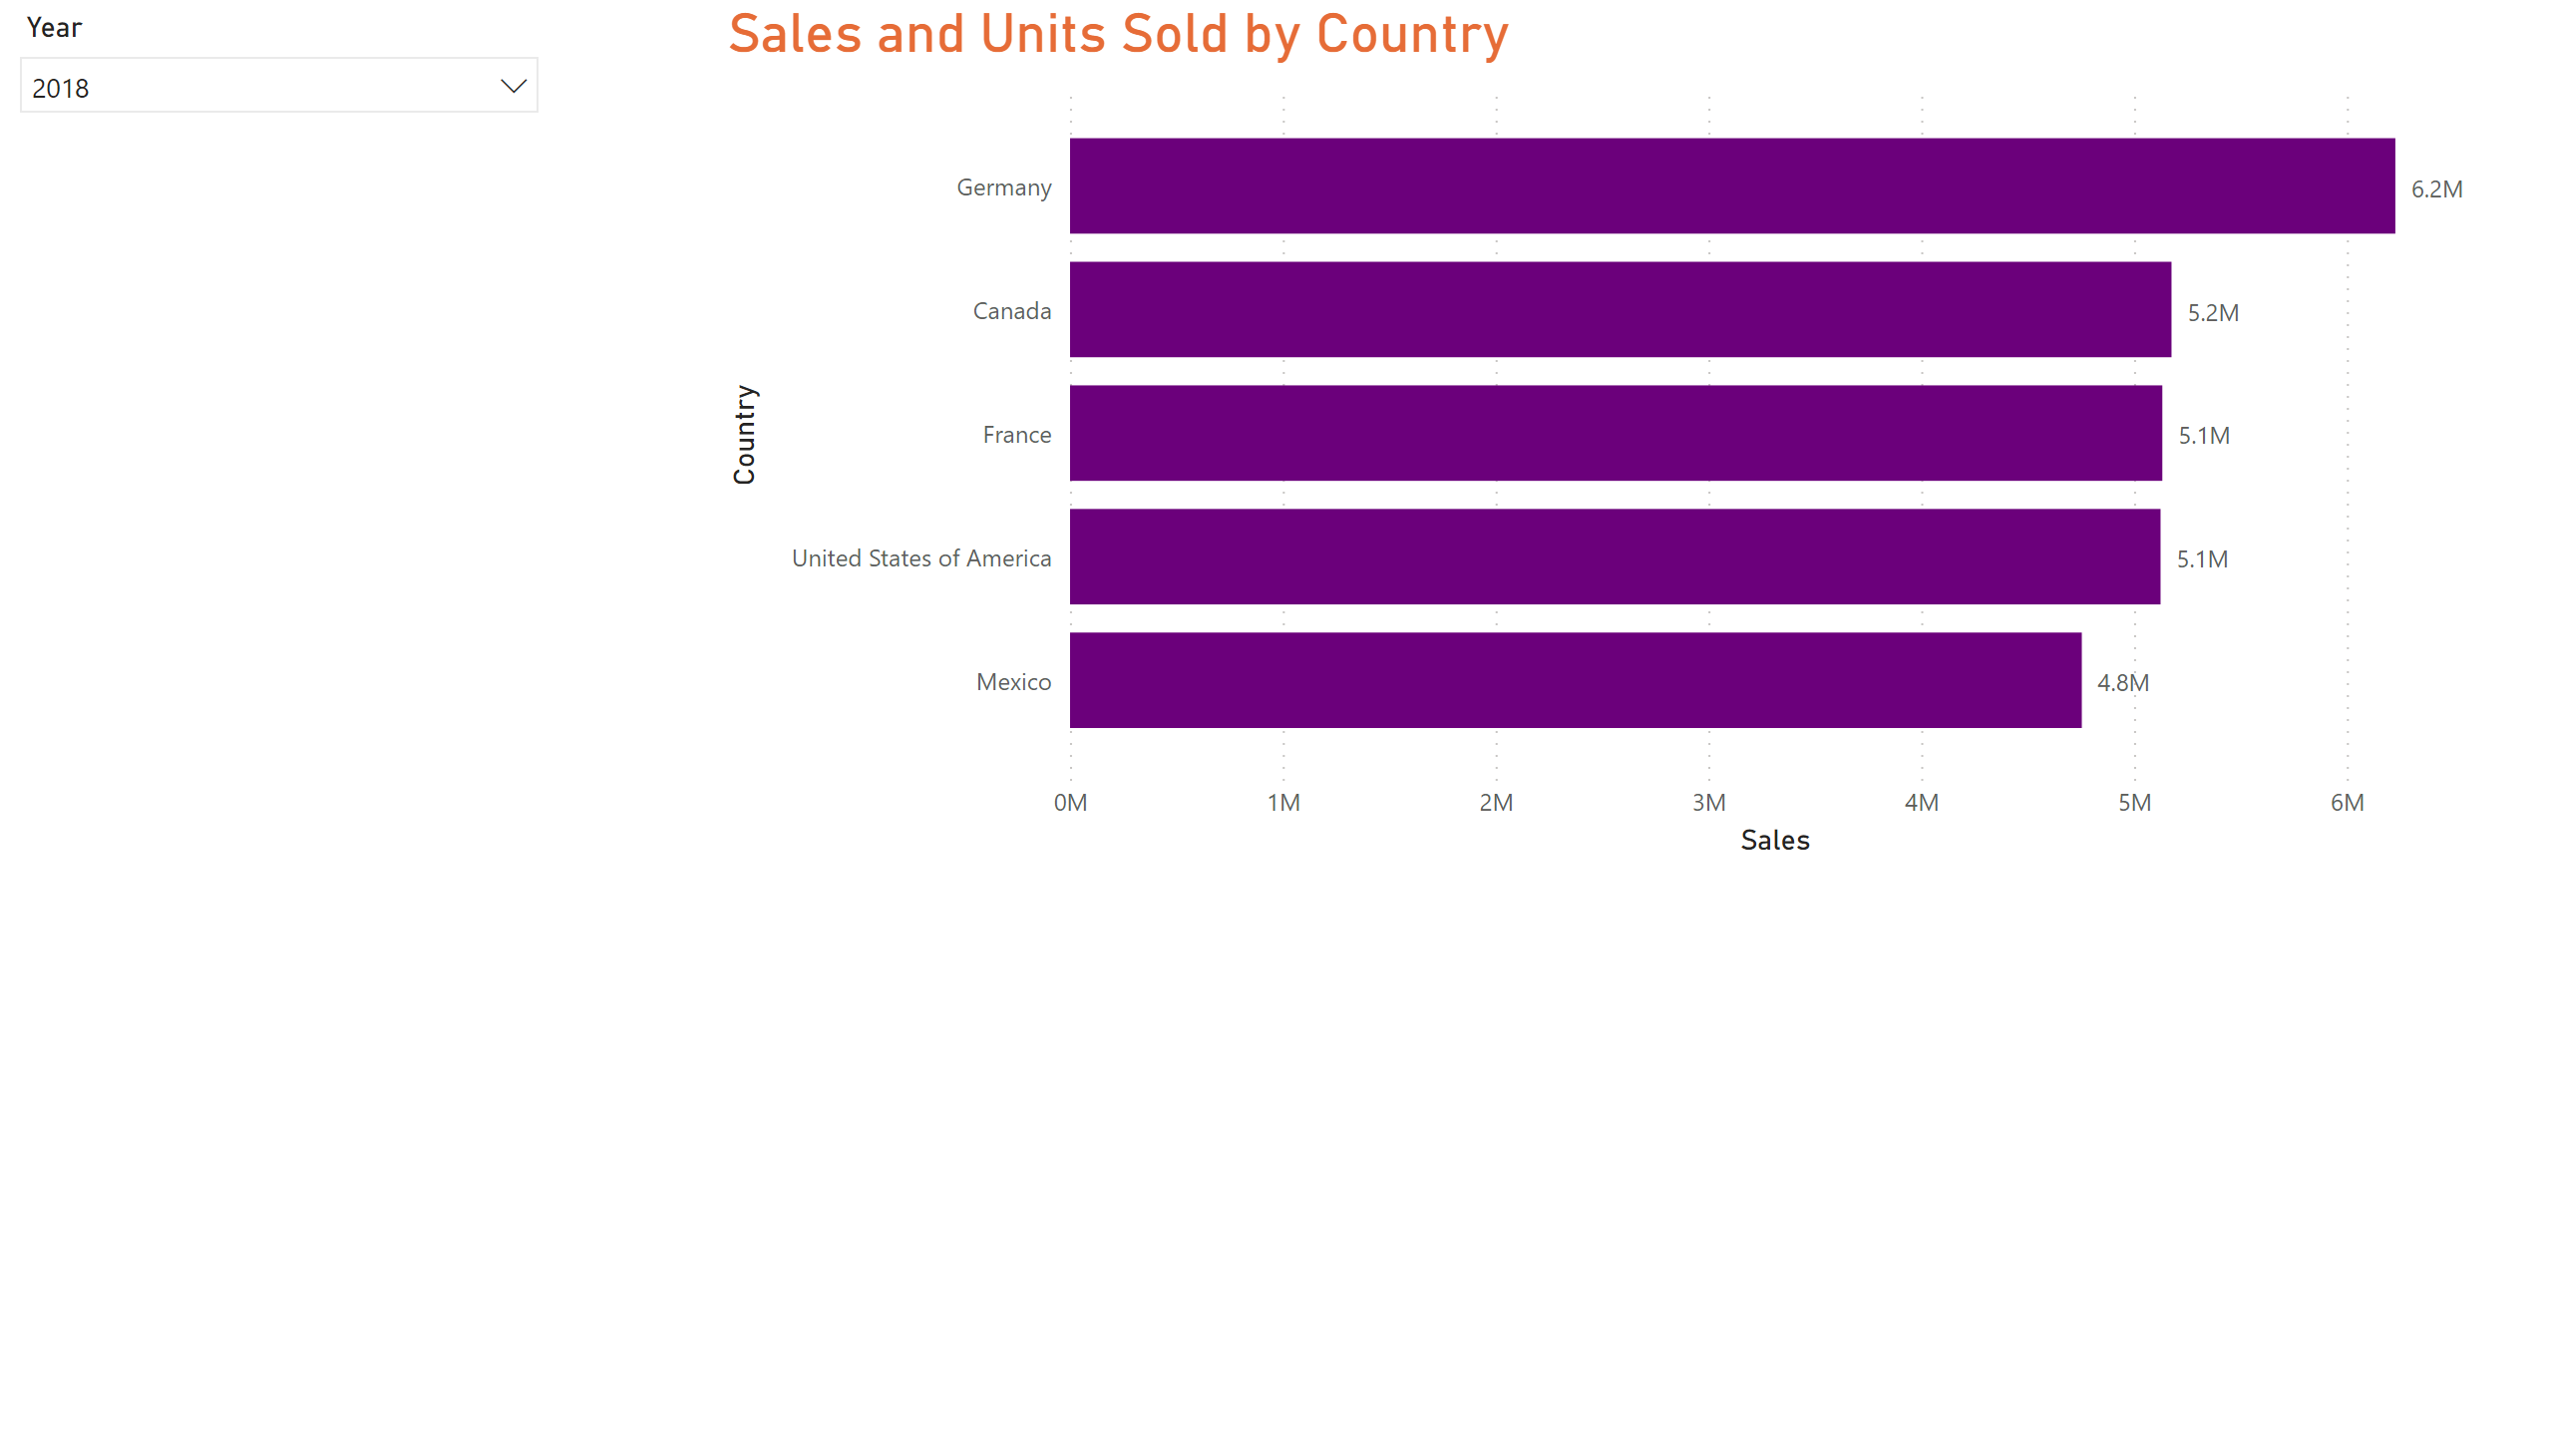 Year
2018
Sales and Units Sold by Country
Country
Germany 6.2M
Canada 5.2M
France 5.1M
United States of America 5.1M
Mexico 4.8M
0M 1M 2M 3M 4M 5M 6M
Sales